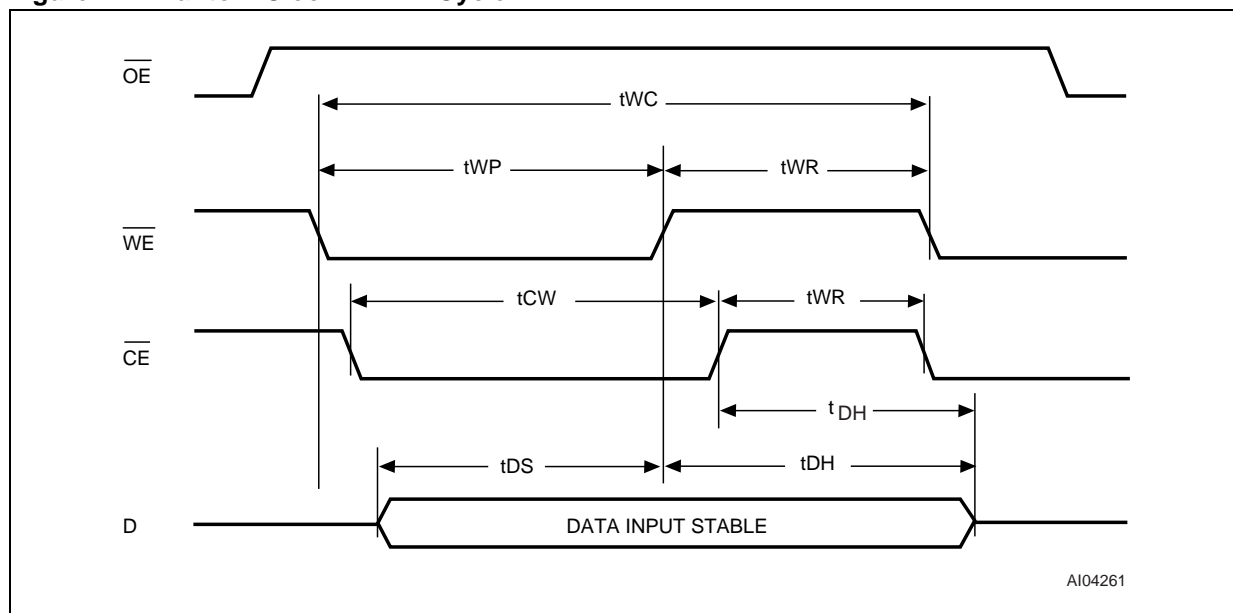 OE
tWC
tWP
tWR
WE
tCW
tWR
CE
t DH
tDS
tDH
D
DATA INPUT STABLE
AI04261